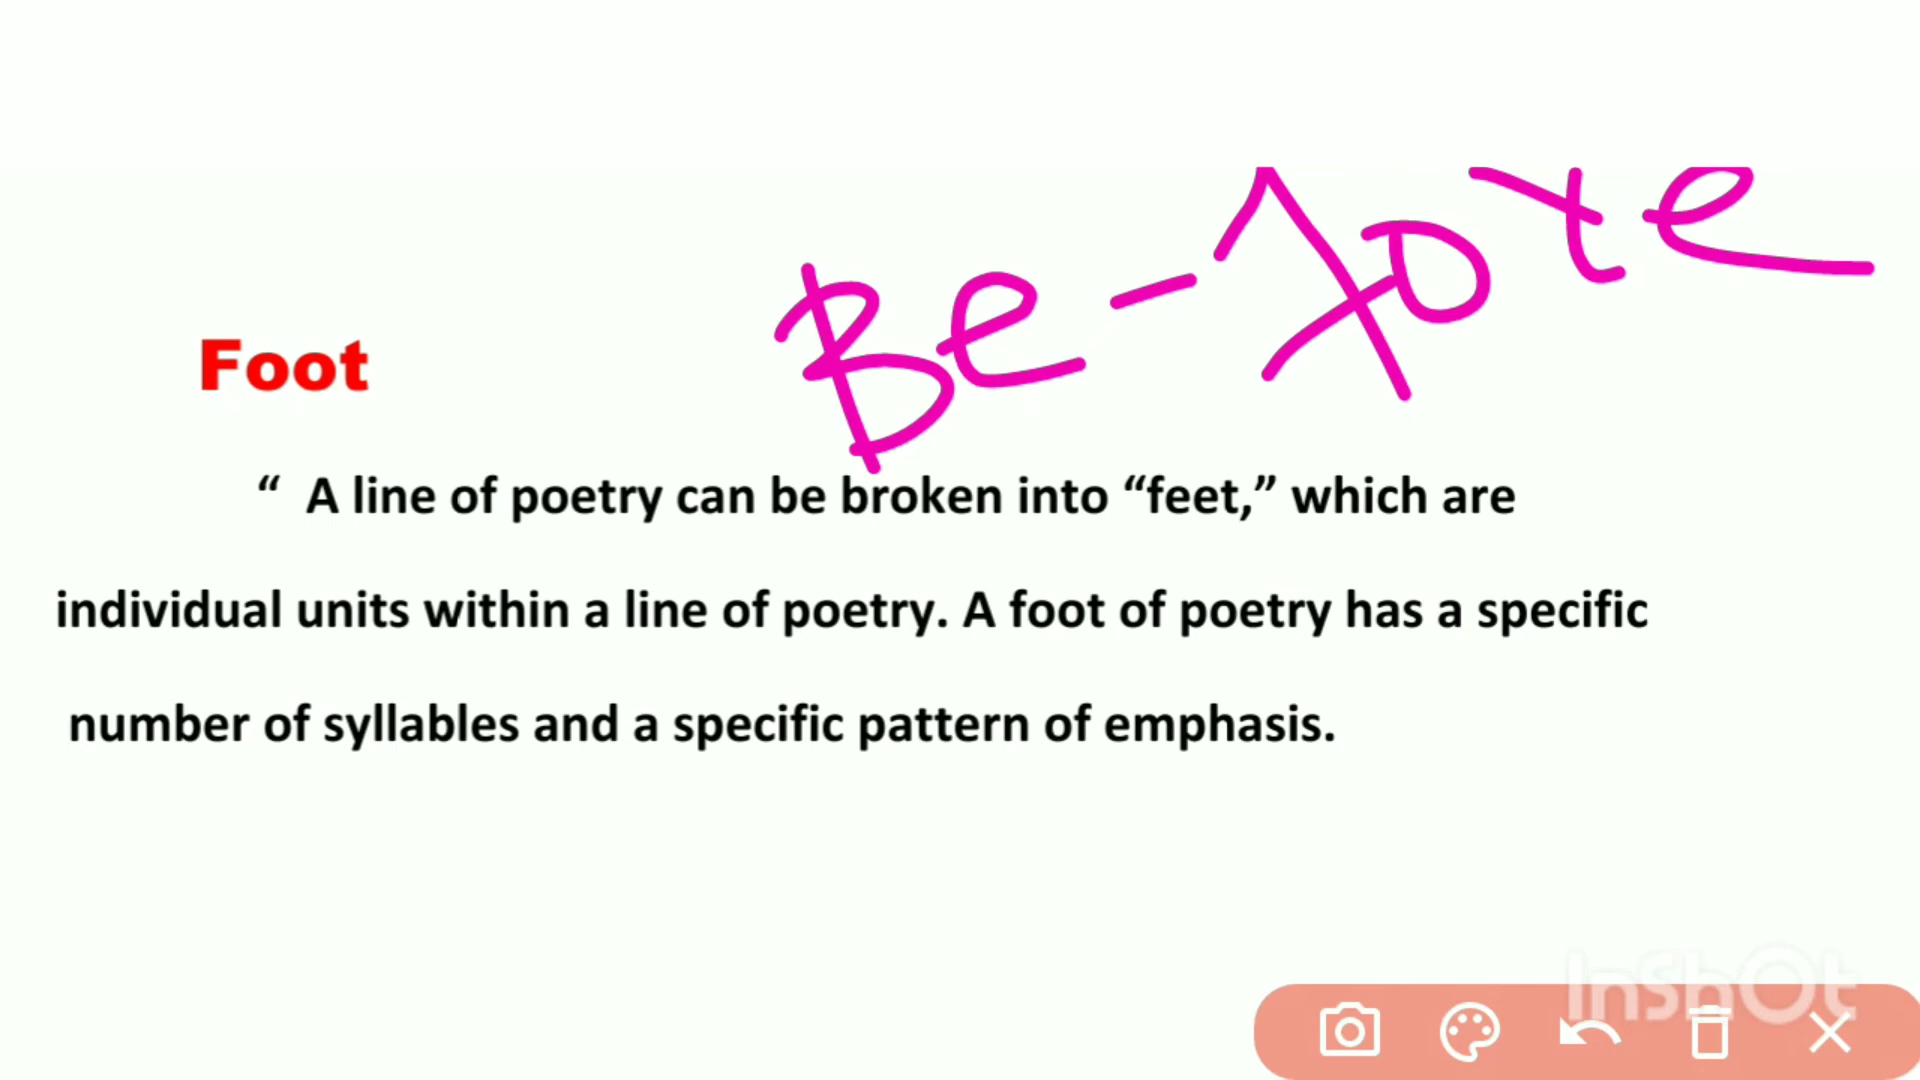 Be-fore
Foot
“ A line of poetry can be broken into “feet,” which are
individual units within a line of poetry. A foot of poetry has a specific
number of syllables and a specific pattern of emphasis.
InShOt